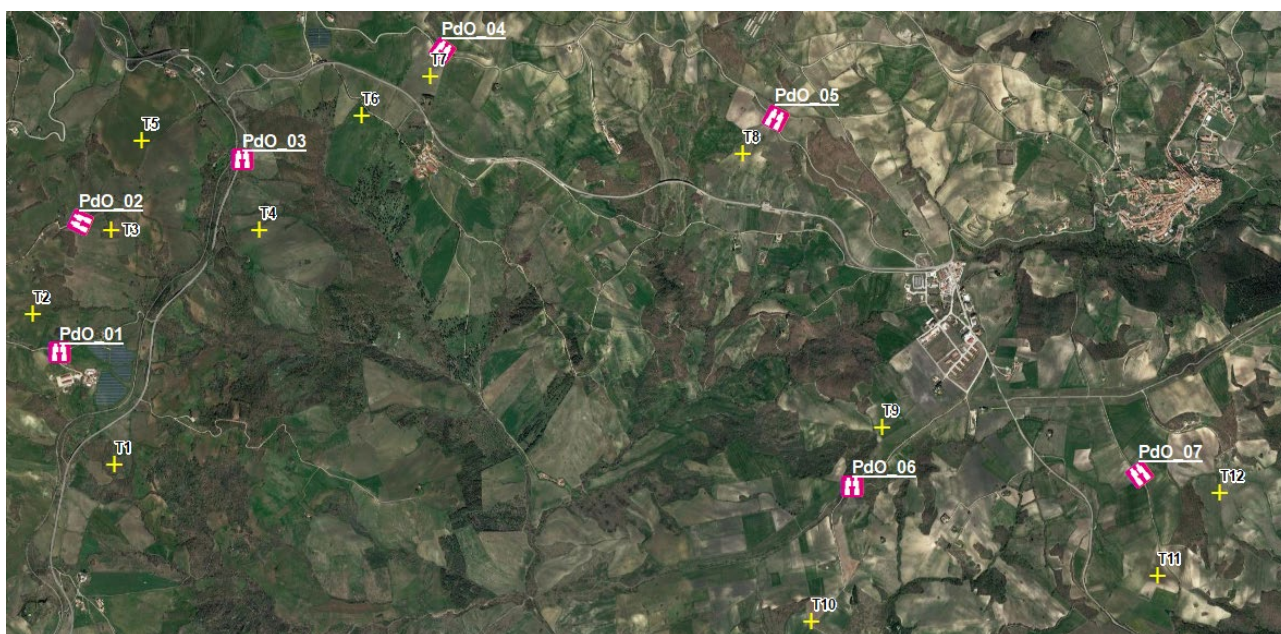 PdO_04
T7
PdO_05
T6
T5
PdO_03
T8
PdO_02
T3
T4
T2
PdO_01
T9
T1
PdO_07
PdO_06
T12
T11
T10